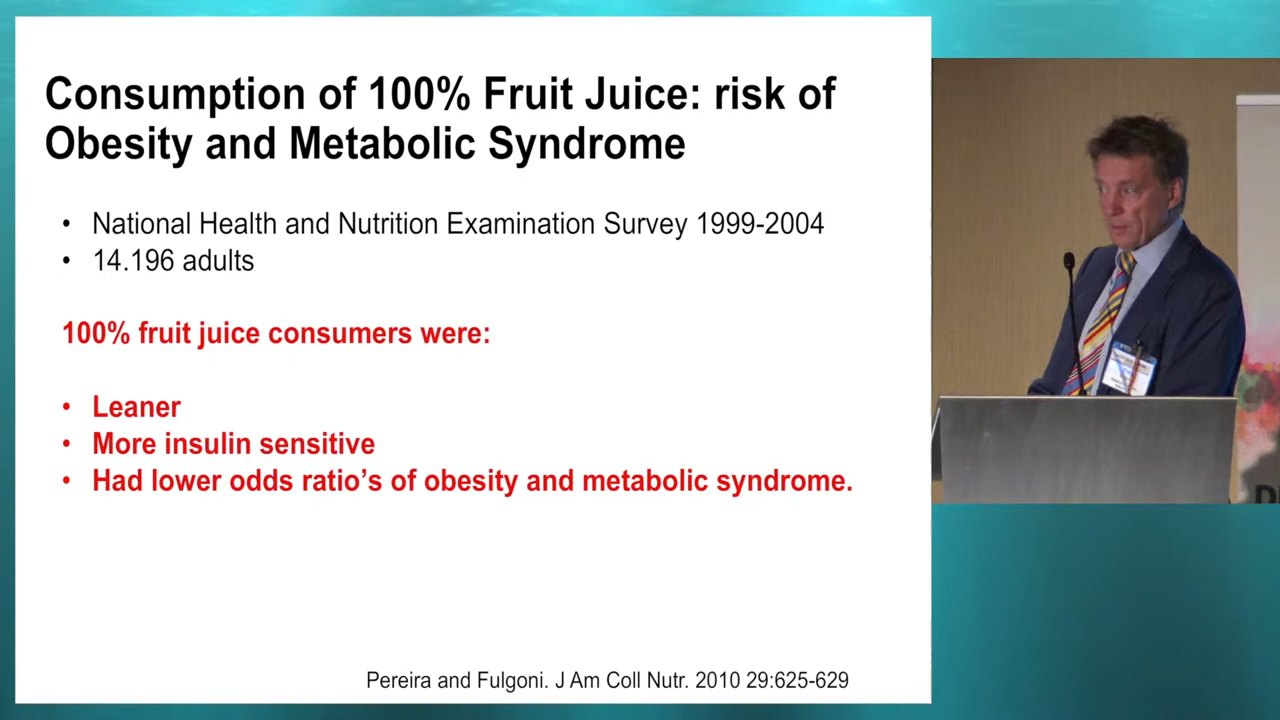 Consumption of 100% Fruit Juice: risk of
Obesity and Metabolic Syndrome
• National Health and Nutrition Examination Survey 1999-2004
• 14.196 adults
100% fruit juice consumers were:
• Leaner
• More insulin sensitive
• Had lower odds ratio’s of obesity and metabolic syndrome.
Pereira and Fulgoni. J Am Coll Nutr. 2010 29:625-629